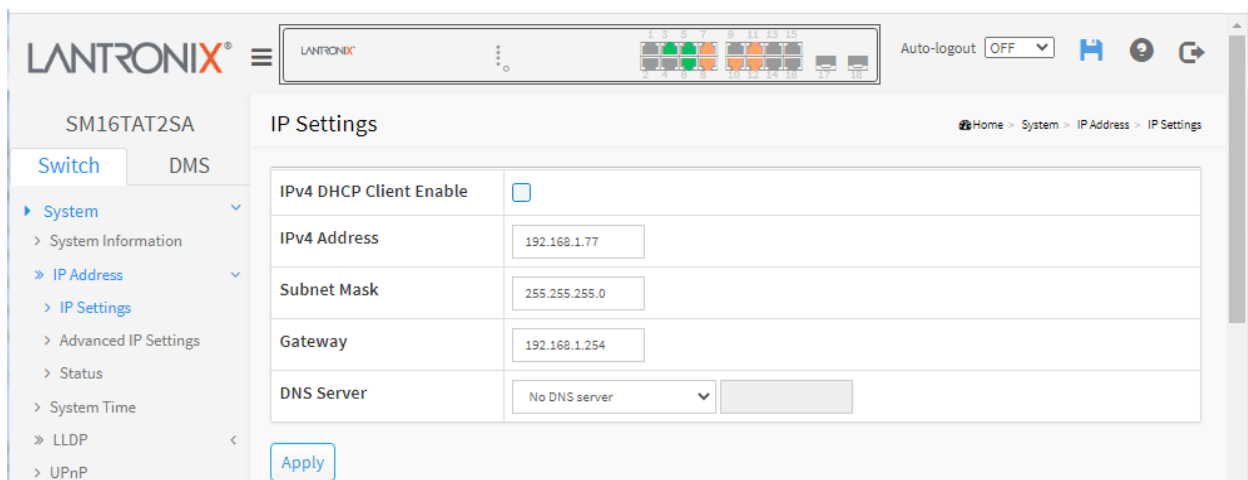 LANTRONIX®
LANTRONIX
1 3 5 7 9 11 13 15
2 4 6 8 10 12 14 16 17 18
Auto-logout OFF
SM16TAT2SA
IP Settings
Home > System > IP Address > IP Settings
Switch DMS
System
> System Information
» IP Address
> IP Settings
> Advanced IP Settings
> Status
> System Time
» LLDP <
> UPnP
IPv4 DHCP Client Enable
IPv4 Address 192.168.1.77
Subnet Mask 255.255.255.0
Gateway 192.168.1.254
DNS Server No DNS server
Apply